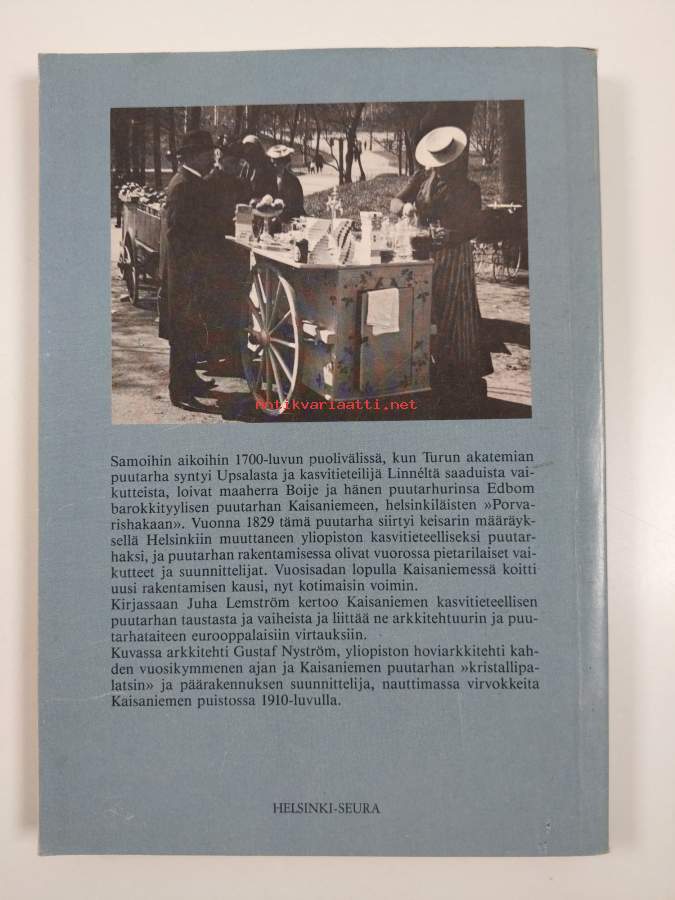 antikvariaatti.net
Samoihin aikoihin 1700-luvun puolivälissä, kun Turun akatemian
puutarha syntyi Upsalasta ja kasvitieteilijä Linnéltä saaduista vai-
kutteista, loivat maaherra Boije ja hänen puutarhurinsa Edbom
barokkityylisen puutarhan Kaisaniemeen, helsinkiläisten »Porva-
rishakaan». Vuonna 1829 tämä puutarha siirtyi keisarin määräyk-
sellä Helsinkiin muuttaneen yliopiston kasvitieteelliseksi puutar-
haksi, ja puutarhan rakentamisessa olivat vuorossa pietarilaiset vai-
kutteet ja suunnittelijat. Vuosisadan lopulla Kaisaniemessä koitti
uusi rakentamisen kausi, nyt kotimaisin voimin.
Kirjassaan Juha Lemström kertoo Kaisaniemen kasvitieteellisen
puutarhan taustasta ja vaiheista ja liittää ne arkkitehtuurin ja puu-
tarhataiteen eurooppalaisiin virtauksiin.
Kuvassa arkkitehti Gustaf Nyström, yliopiston hoviarkkitehti kah-
den vuosikymmenen ajan ja Kaisaniemen puutarhan »kristallipa-
latsin» ja päärakennuksen suunnittelija, nauttimassa virvokkeita
Kaisaniemen puistossa 1910-luvulla.
HELSINKI-SEURA